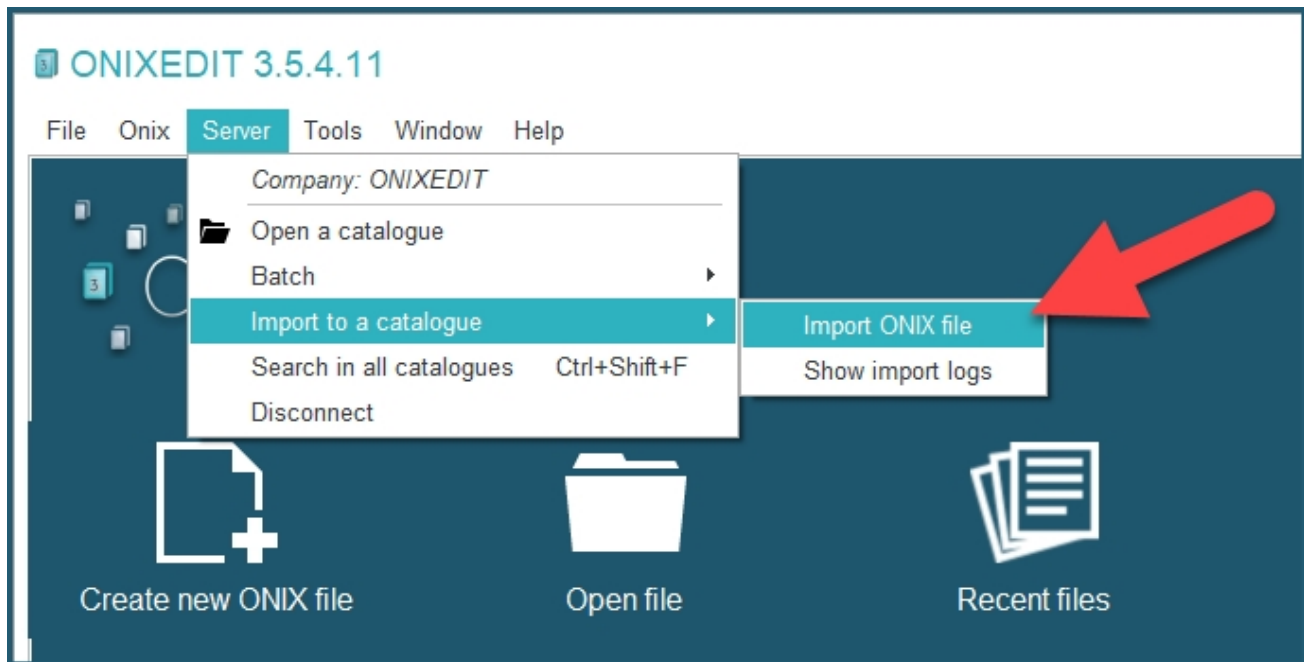 ONIXEDIT 3.5.4.11
File Onix Server Tools Window Help
Company: ONIXEDIT
Open a catalogue
Batch
Import to a catalogue
Import ONIX file
Search in all catalogues Ctrl+Shift+F
Show import logs
Disconnect
3
Create new ONIX file
Open file
Recent files